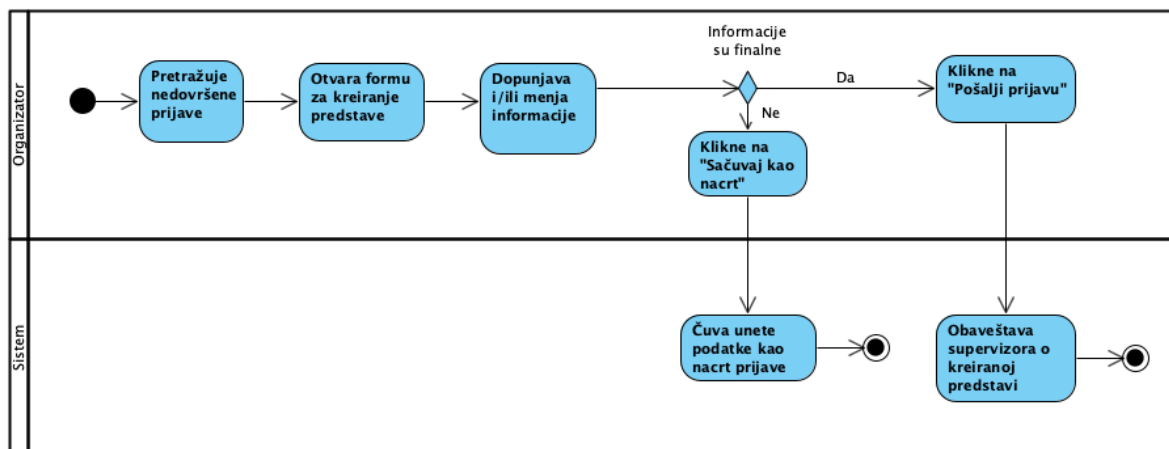 Organizator
Pretražuje
nedovršene
prijave
Otvara formu
za kreiranje
predstave
Dopunjava
i/ili menja
informacije
Informacije
su finalne
Da
Ne
Klikne na
"Pošalji prijavu"
Klikne na
"Sačuvaj kao
nacrt"
Sistem
Čuva unete
podatke kao
nacrt prijave
Obaveštava
supervizora o
kreiranoj
predstavi